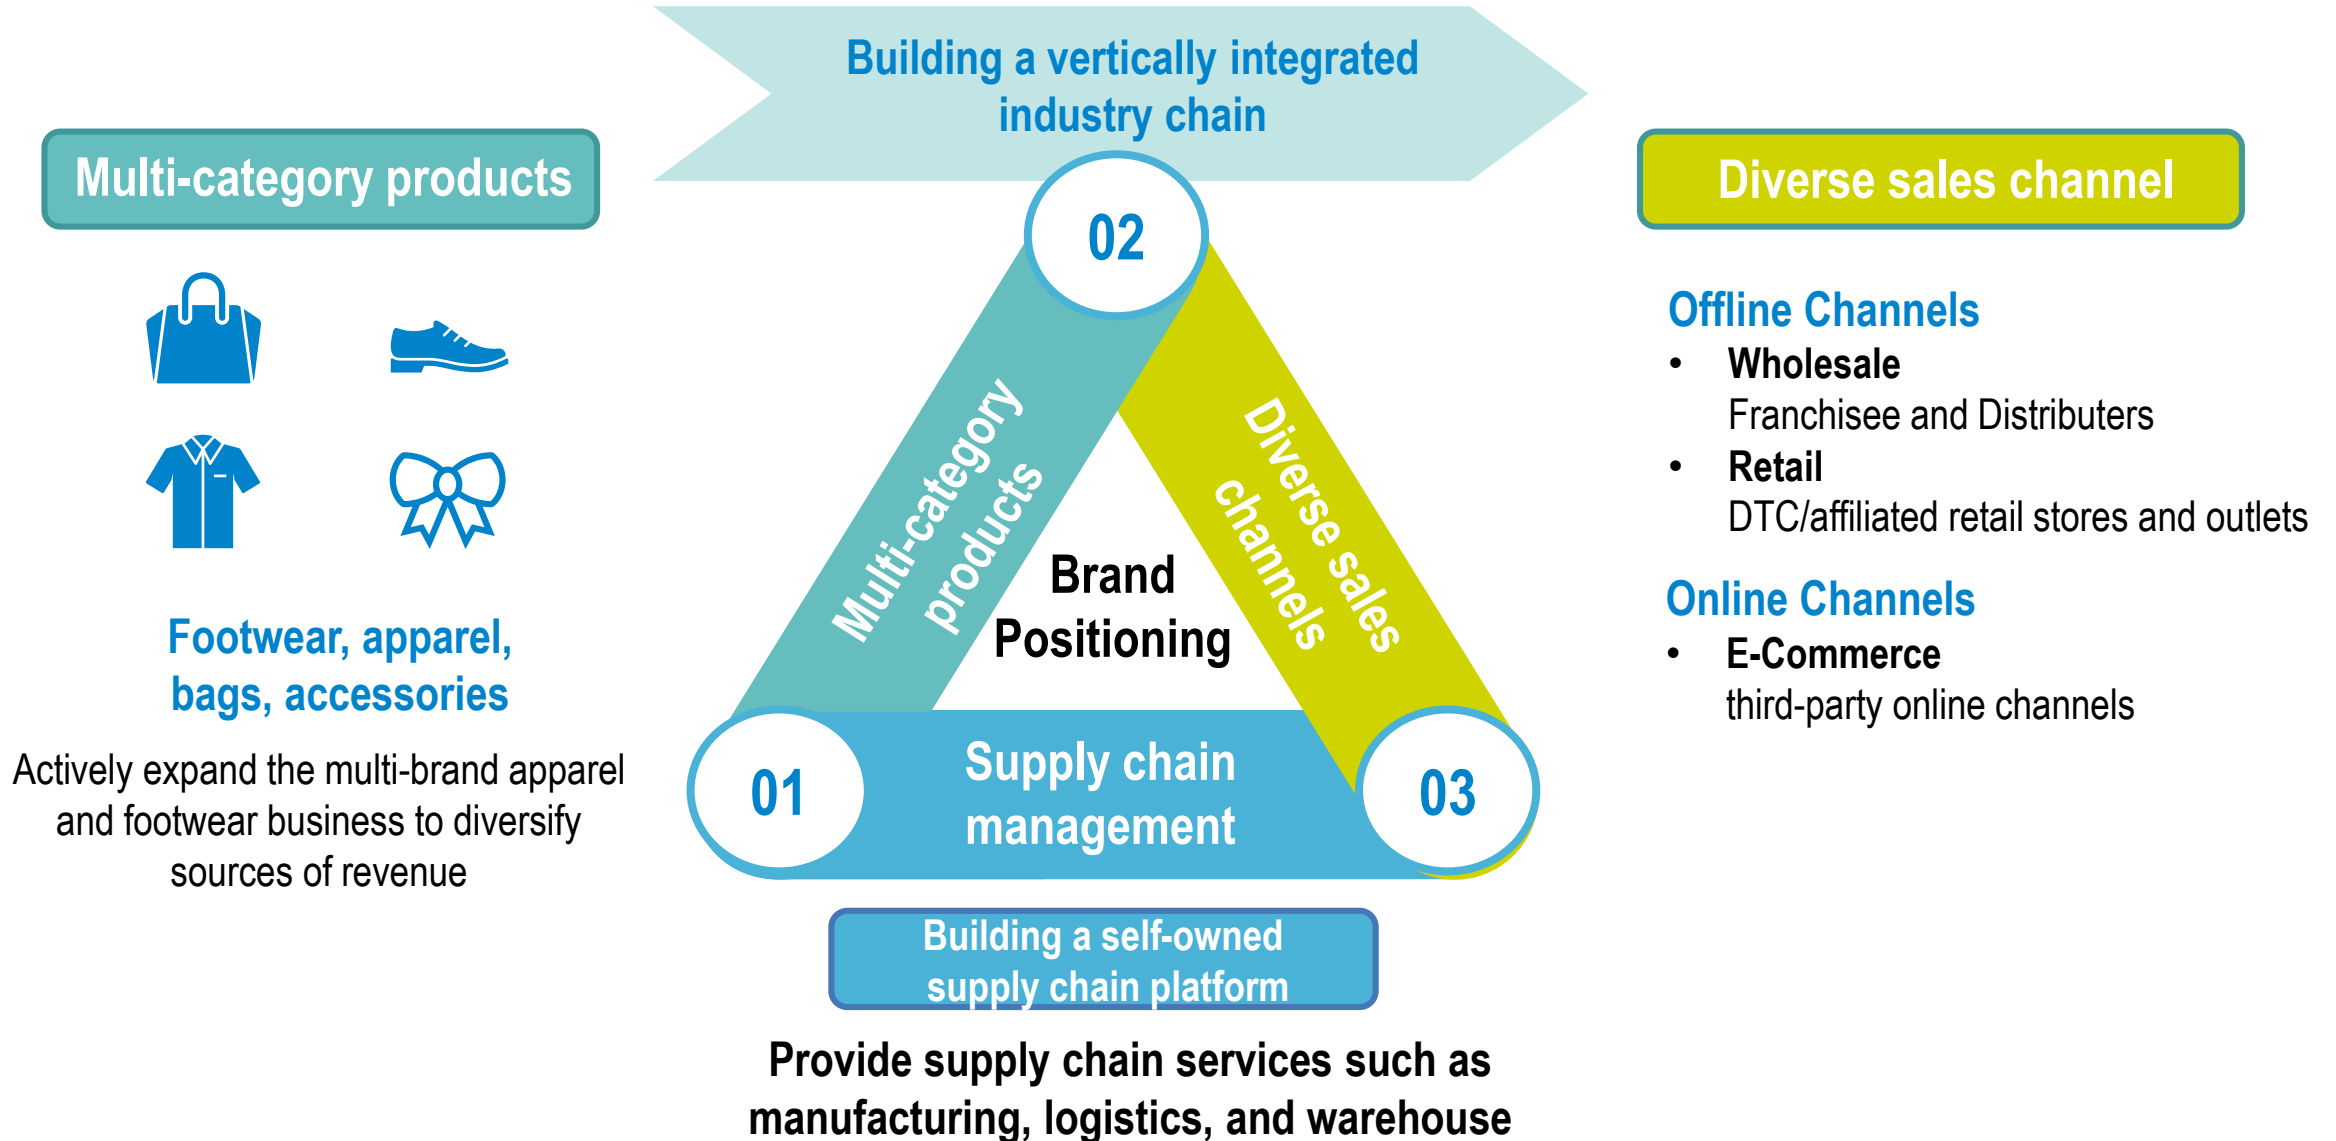 Building a vertically integrated
industry chain
Multi-category products
Footwear, apparel,
bags, accessories
Actively expand the multi-brand apparel
and footwear business to diversify
sources of revenue
02
Multi-category
products
Diverse sales
channels
Brand
Positioning
01
Supply chain
management
03
Building a self-owned
supply chain platform
Provide supply chain services such as
manufacturing, logistics, and warehouse
Diverse sales channel
Offline Channels
• Wholesale
Franchisee and Distributers
• Retail
DTC/affiliated retail stores and outlets
Online Channels
• E-Commerce
third-party online channels